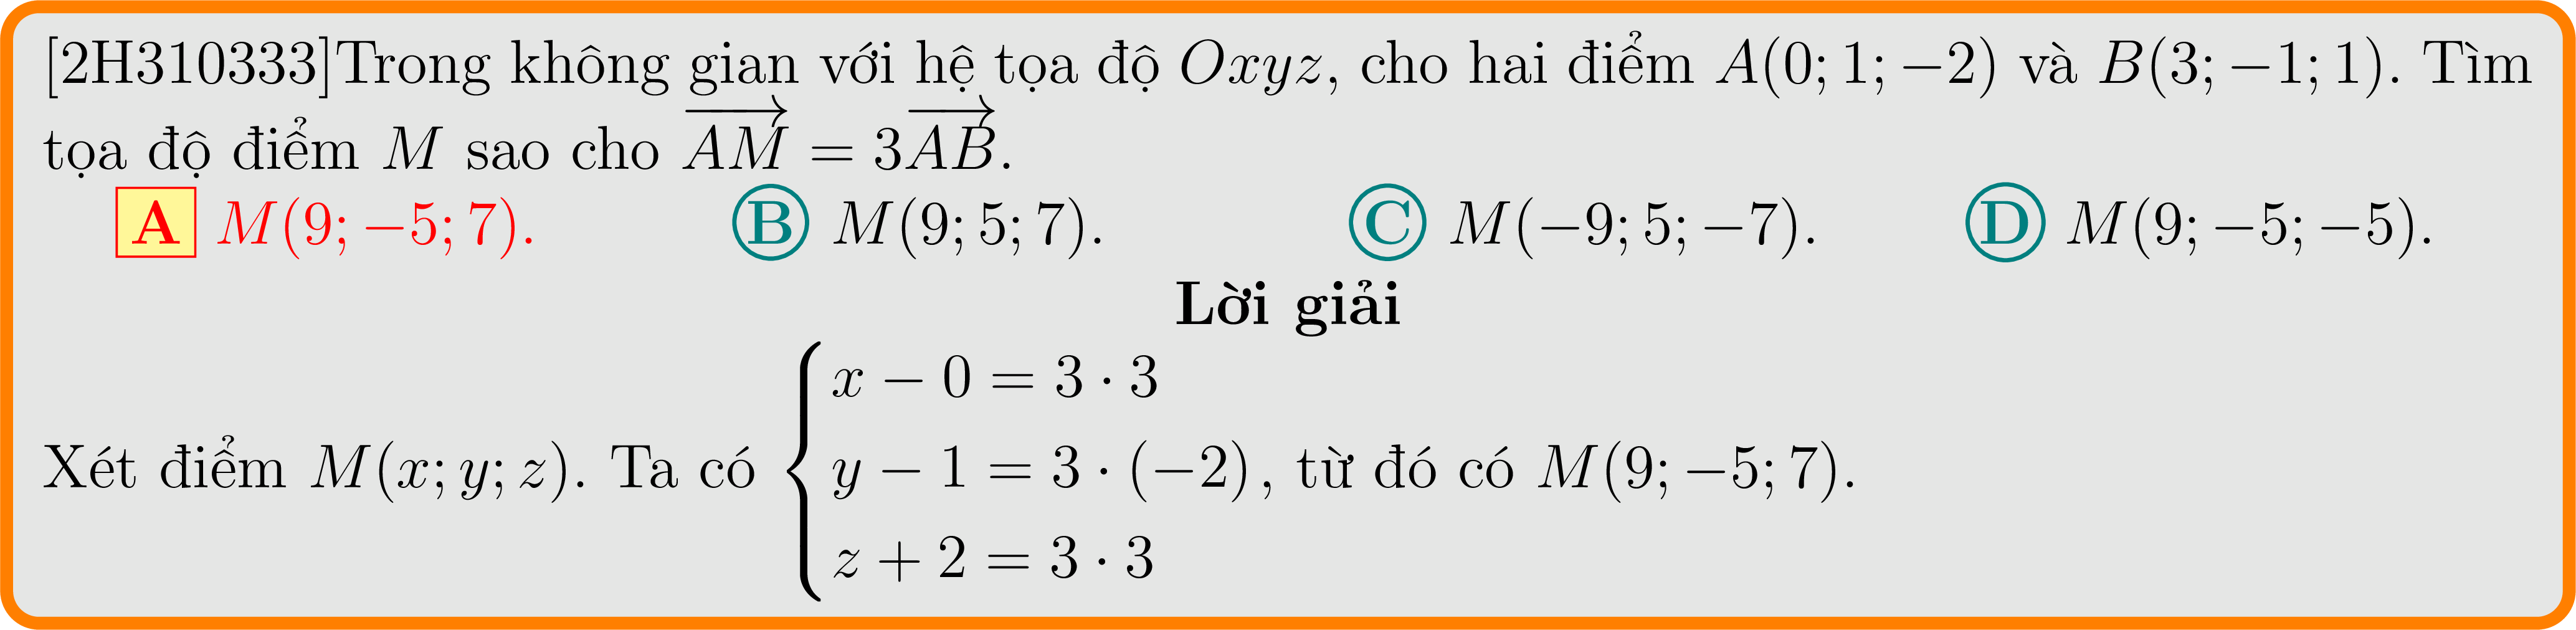 [2H310333]Trong không gian với hệ tọa độ Oxyz, cho hai điểm A(0; 1; −2) và B(3; −1; 1). Tìm
tọa độ điểm M sao cho $\overrightarrow{AM} = 3\overrightarrow{AB}$.
A M(9; −5; 7). B M(9; 5; 7). C M(−9; 5; −7). D M(9; −5; −5).
Lời giải
Xét điểm M(x; y; z). Ta có $\begin{cases} x - 0 = 3 \cdot 3 \\ y - 1 = 3 \cdot (-2) \\ z + 2 = 3 \cdot 3 \end{cases}$, từ đó có M(9; −5; 7).